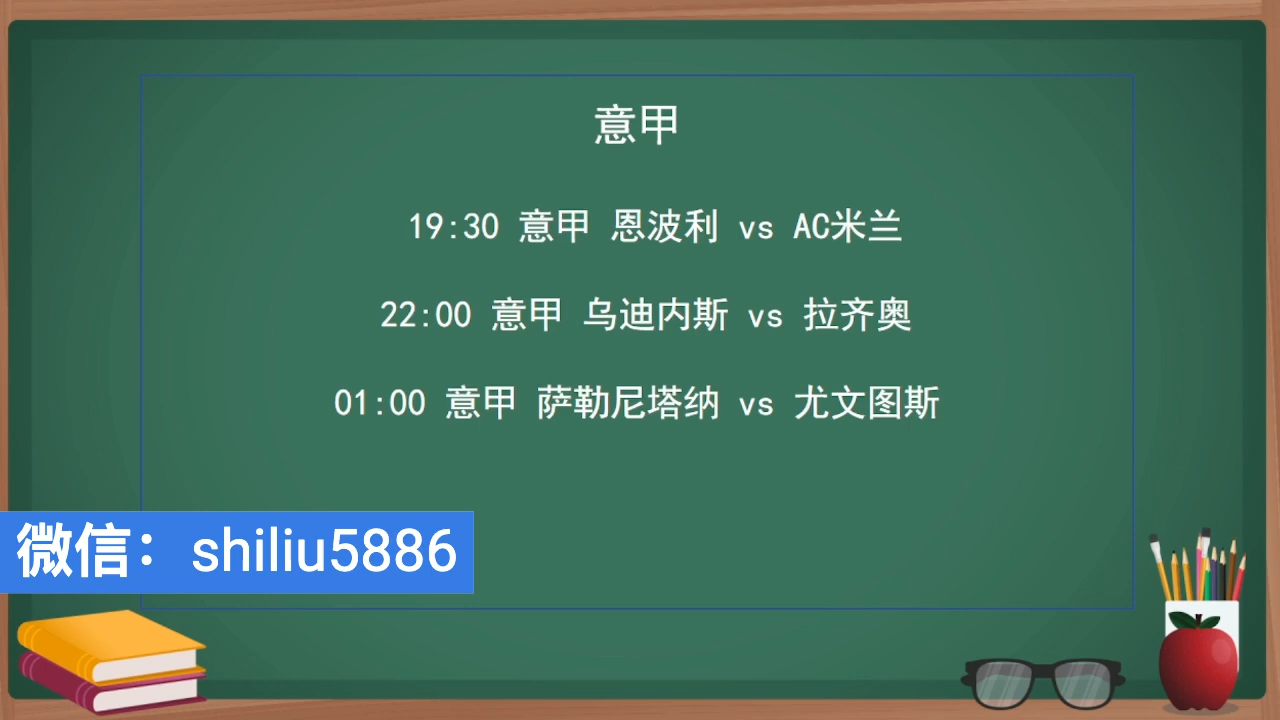 意甲
19:30 意甲 恩波利 vs AC米兰
22:00 意甲 乌迪内斯 vs 拉齐奥
01:00 意甲 萨勒尼塔纳 vs 尤文图斯
微信：shiliu5886